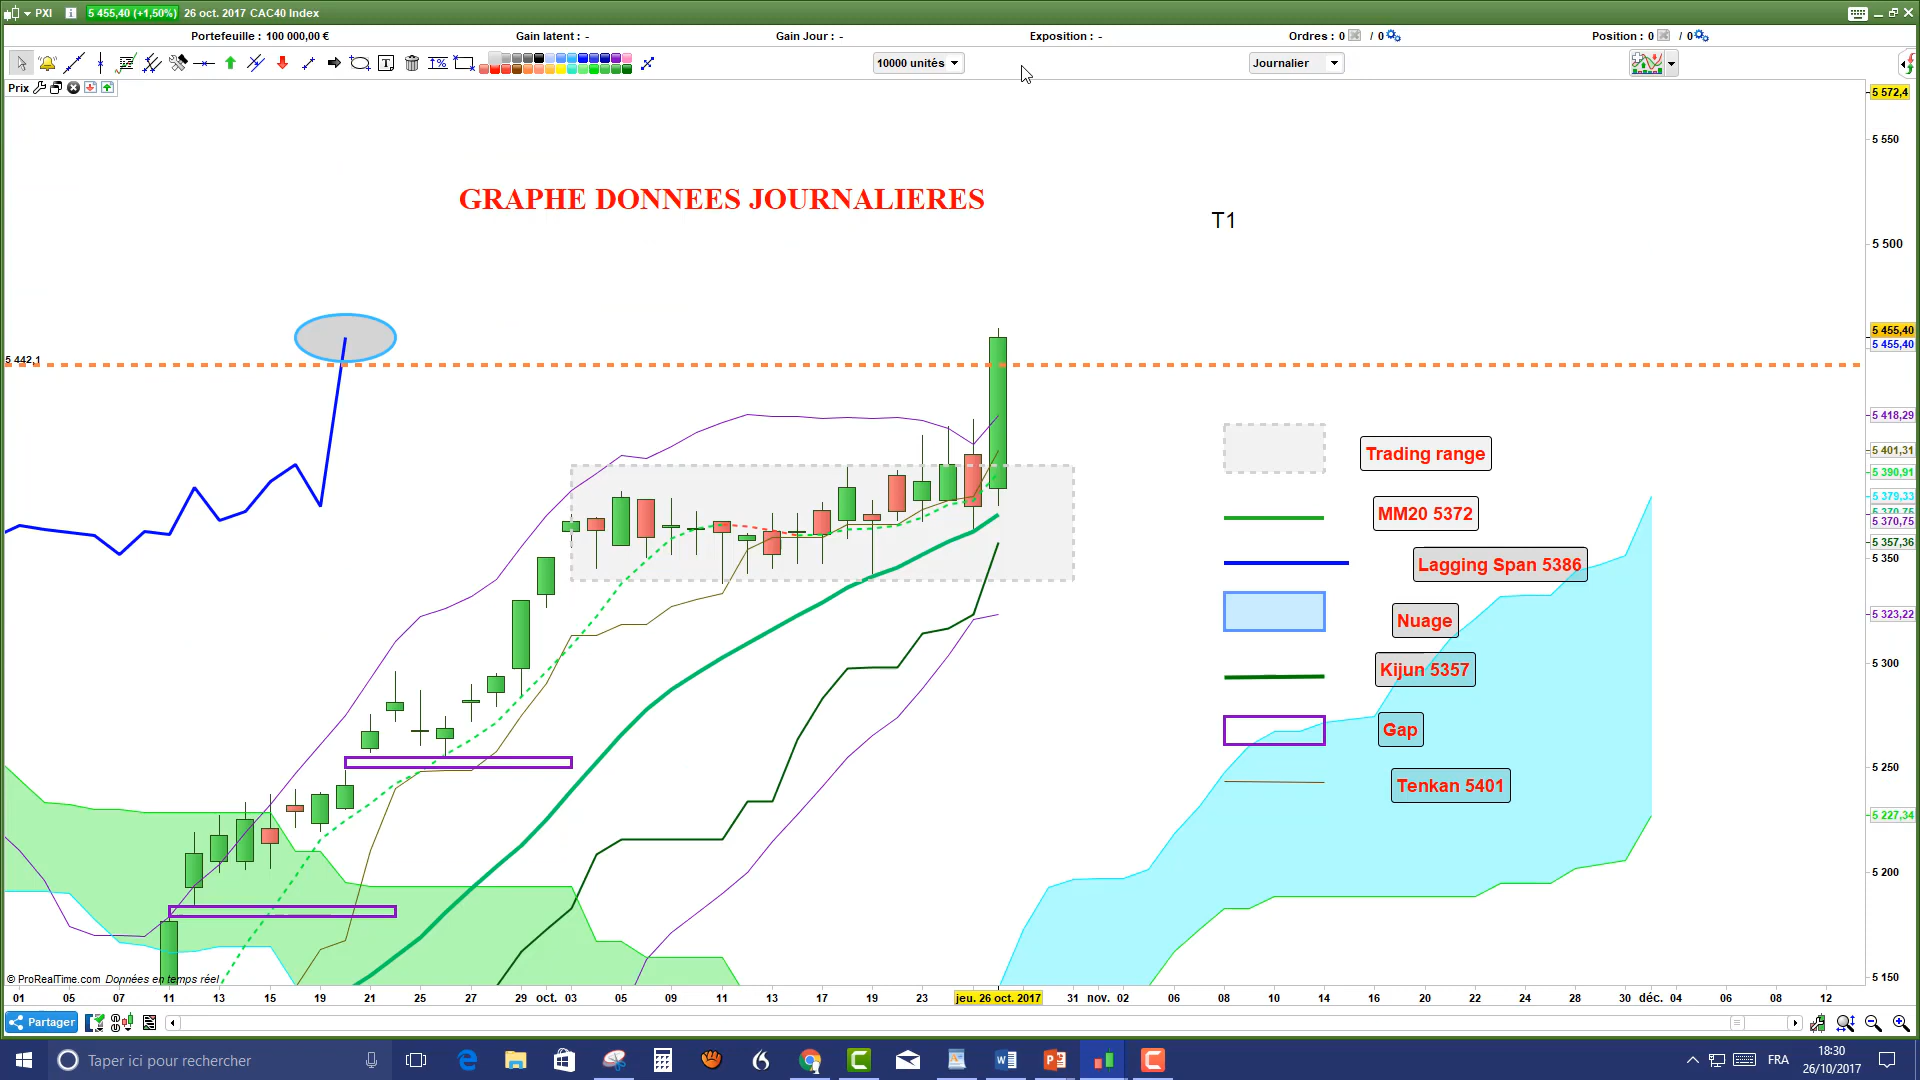 PXI 5 455,40 (+1,50%) 26 oct. 2017 CAC40 Index
Portefeuille : 100 000,00 € Gain latent : - Gain Jour : - Exposition : - Ordres : 0 / 0 Position : 0 / 0
10000 unités Journalier
Prix
5 572,4
5 550
GRAPHE DONNEES JOURNALIERES
T1
5 500
5 455,40
5 455,40
5 442,1
5 418,29
Trading range
5 401,31
5 390,91
5 379,33
MM20 5372
5 370,75
5 357,36
5 350
Lagging Span 5386
Nuage
5 323,22
Kijun 5357
5 300
Gap
5 250
Tenkan 5401
5 227,34
5 200
5 150
© ProRealTime.com Données en temps réel
01 05 07 11 13 15 19 21 25 27 29 oct. 03 05 09 11 13 17 19 23 jeu. 26 oct. 2017 31 nov. 02 06 08 10 14 16 20 22 24 28 30 déc. 04 06 08 12
Partager
Taper ici pour rechercher
FRA
18:30
26/10/2017